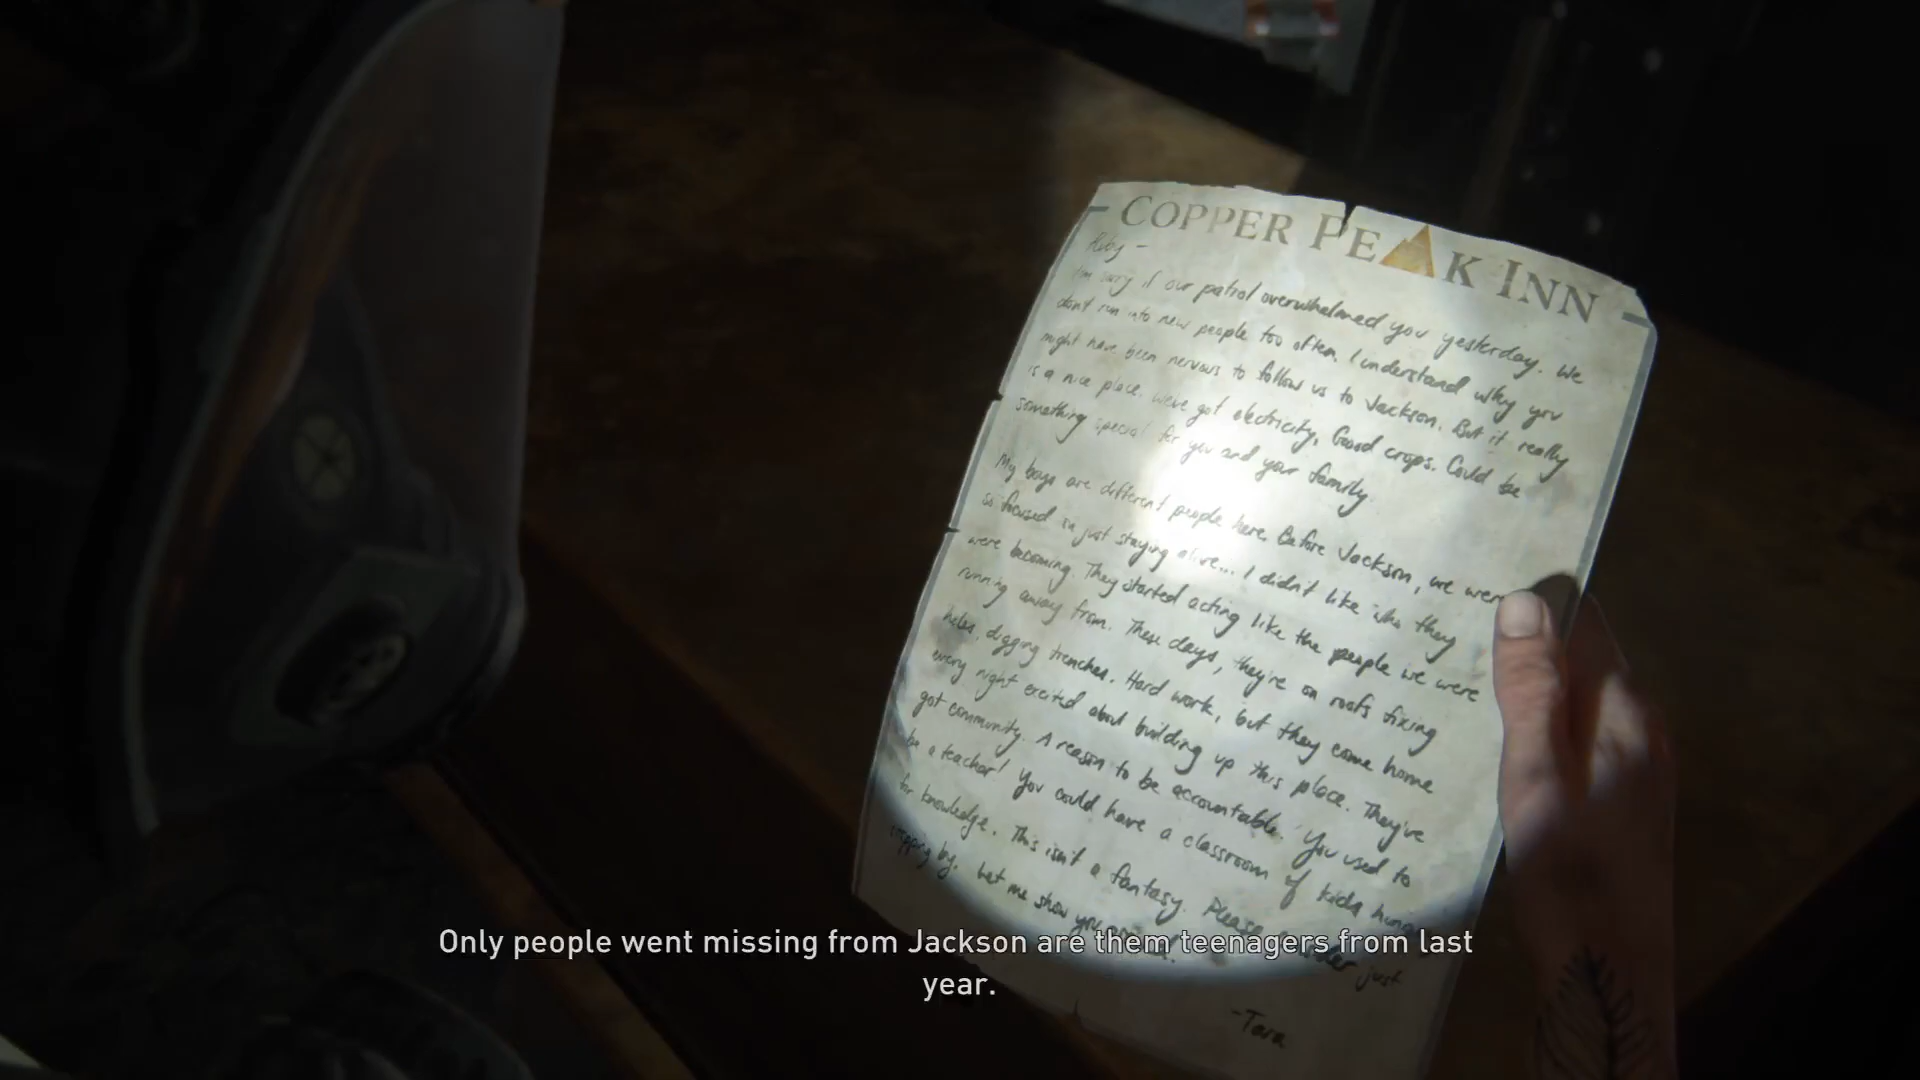 COPPER PEAK INN
Ruby -
I'm sorry if our patrol overwhelmed you yesterday. We
don't run into new people too often. I understand why you
might have been nervous to follow us to Jackson. But it really
is a nice place. We've got electricity, Good crops. Could be
something special for you and your family.
My boys are different people here. Before Jackson, we were
so focused on just staying alive... I didn't like who they
were becoming. They started acting like the people we were
running away from. These days, they're on roofs fixing
holes, digging trenches. Hard work, but they come home
every night excited about building up this place. They've
got community. A reason to be accountable. You used to
be a teacher! You could have a classroom of kids
for knowledge. This isn't a fantasy. Please just
by. Let me show you
-Tara
Only people went missing from Jackson are them teenagers from last
year.